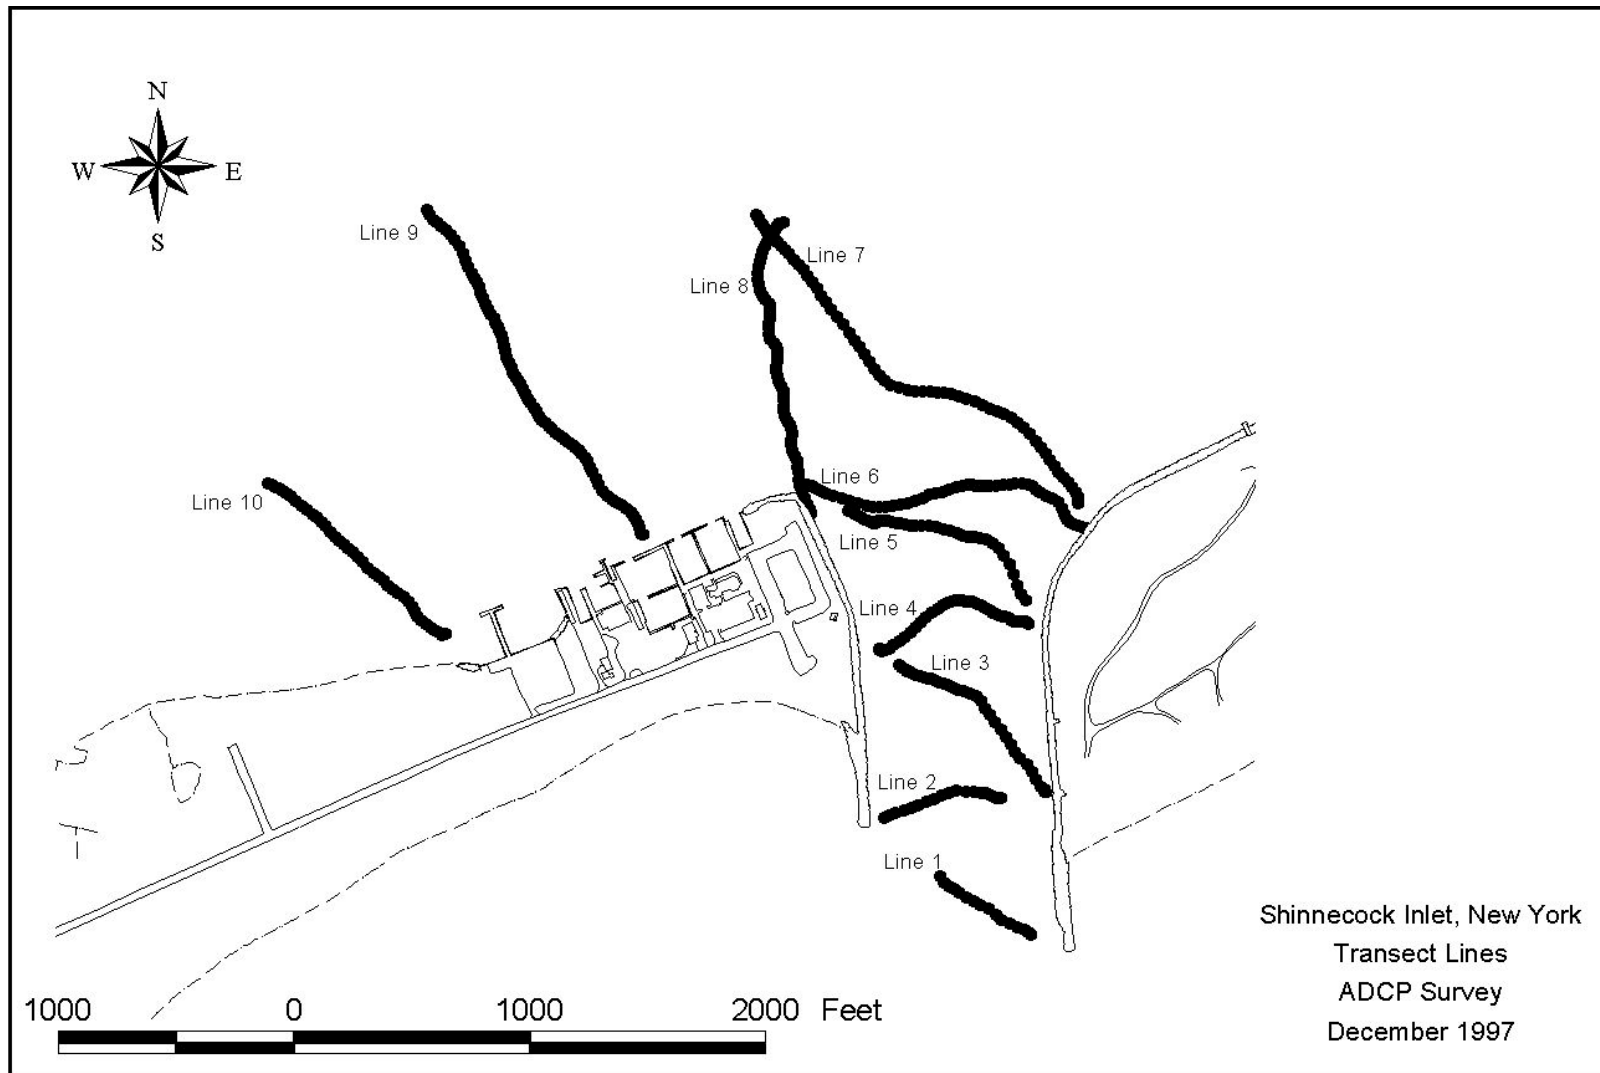 N
W E
S
Line 9
Line 7
Line 8
Line 6
Line 10
Line 5
Line 4
Line 3
Line 2
Line 1
Shinnecock Inlet, New York
Transect Lines
ADCP Survey
December 1997
1000 0 1000 2000 Feet